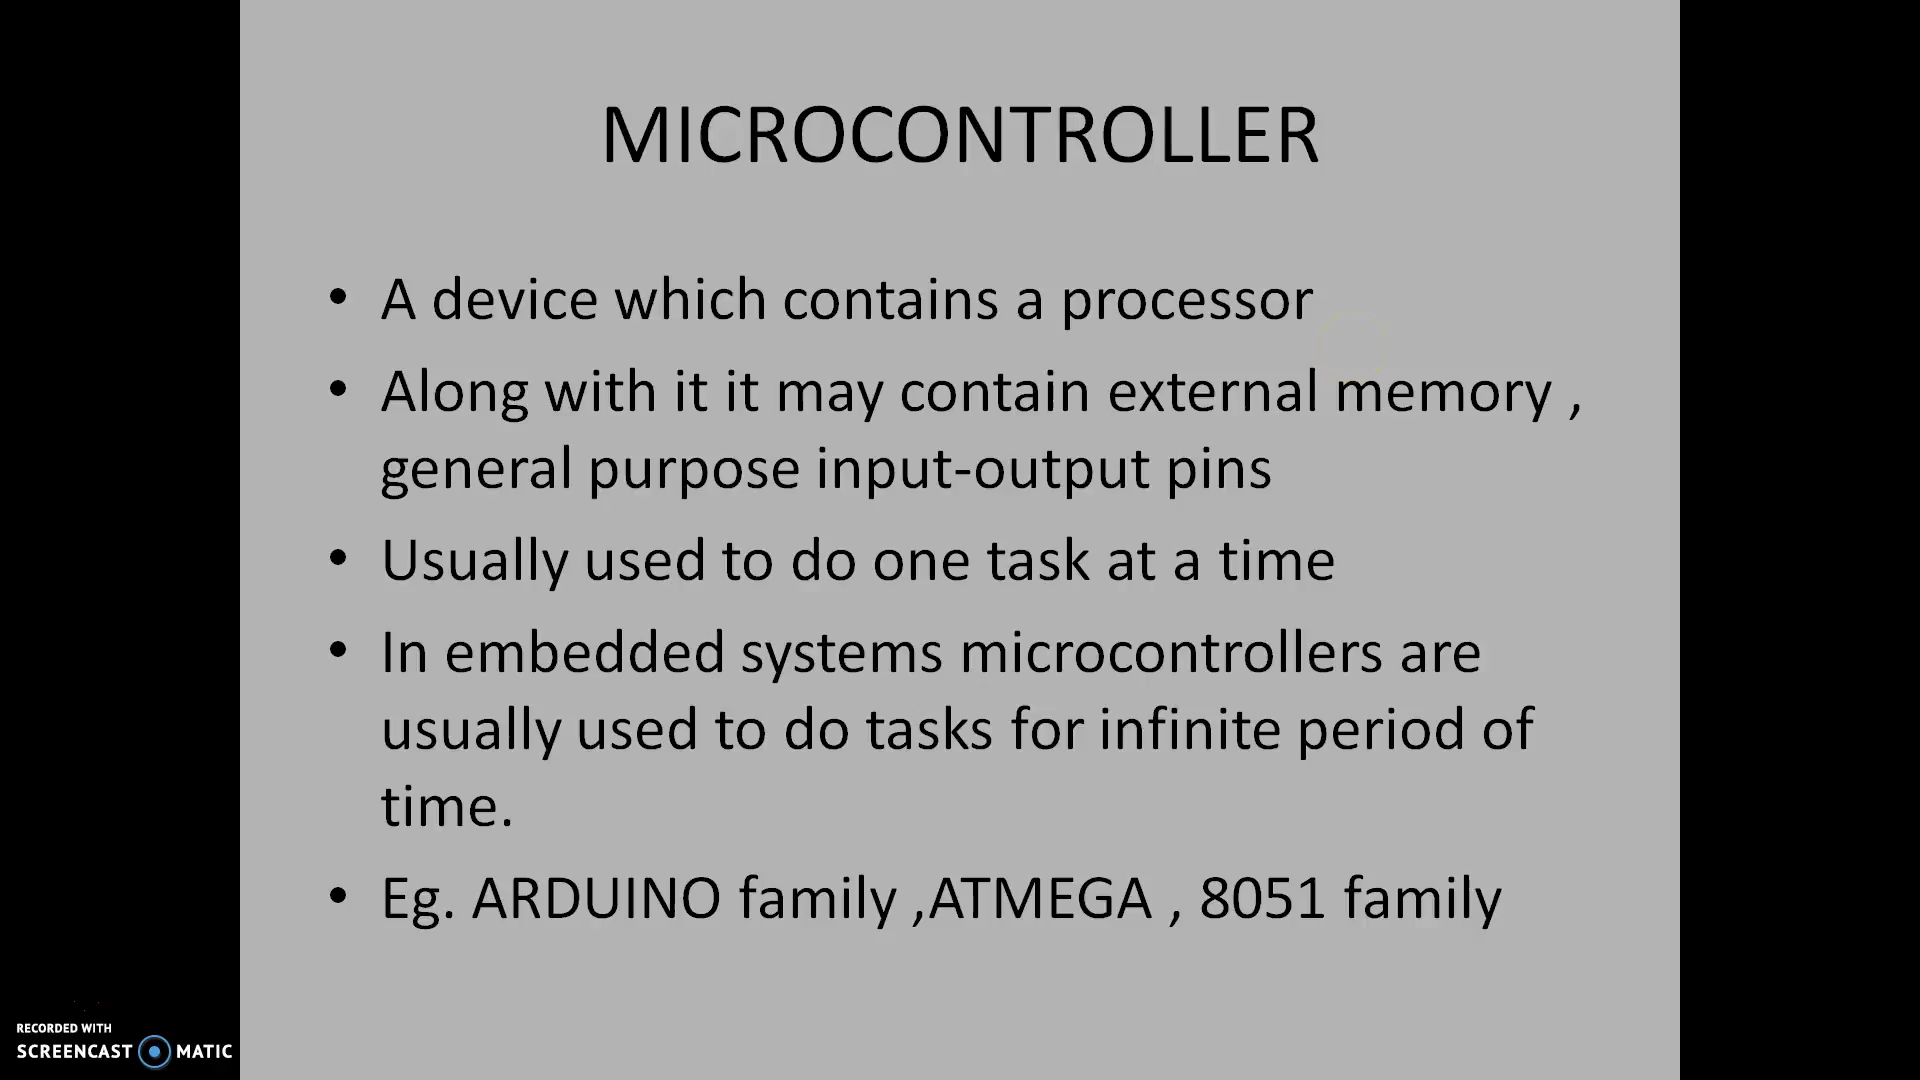 MICROCONTROLLER
• A device which contains a processor
• Along with it it may contain external memory ,
general purpose input-output pins
• Usually used to do one task at a time
• In embedded systems microcontrollers are
usually used to do tasks for infinite period of
time.
• Eg. ARDUINO family ,ATMEGA , 8051 family
RECORDED WITH
SCREENCAST MATIC